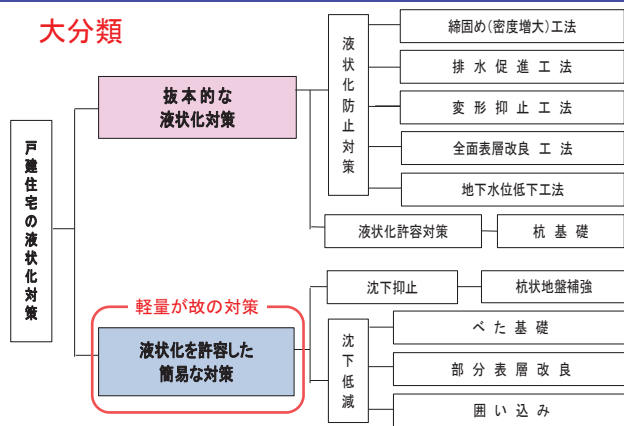 大分類
戸建住宅の液状化対策
抜本的な
液状化対策
液状化防止対策
締固め(密度増大)工法
排水促進工法
変形抑止工法
全面表層改良工法
地下水位低下工法
液状化許容対策
杭基礎
軽量が故の対策
液状化を許容した
簡易な対策
沈下抑止
杭状地盤補強
沈下低減
べた基礎
部分表層改良
囲い込み